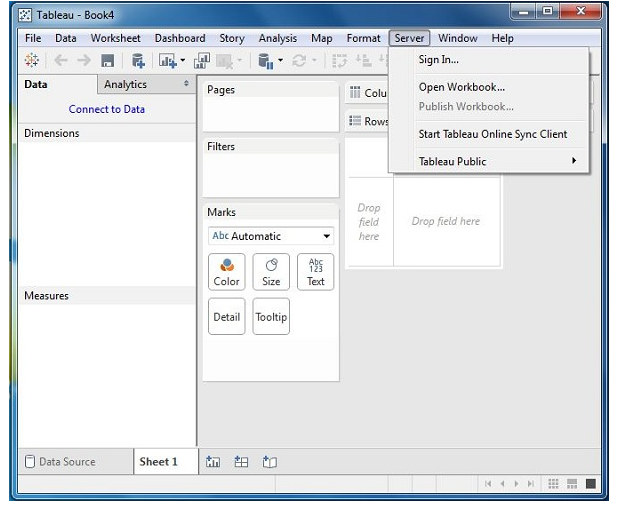 Tableau - Book4
File Data Worksheet Dashboard Story Analysis Map Format Server Window Help
Sign In...
Open Workbook...
Publish Workbook...
Start Tableau Online Sync Client
Tableau Public
Data Analytics
Connect to Data
Dimensions
Measures
Pages
Filters
Marks
Abc Automatic
Color Size Abc 123 Text
Detail Tooltip
Colu
Rows
Drop field here
Drop field here
Data Source Sheet 1